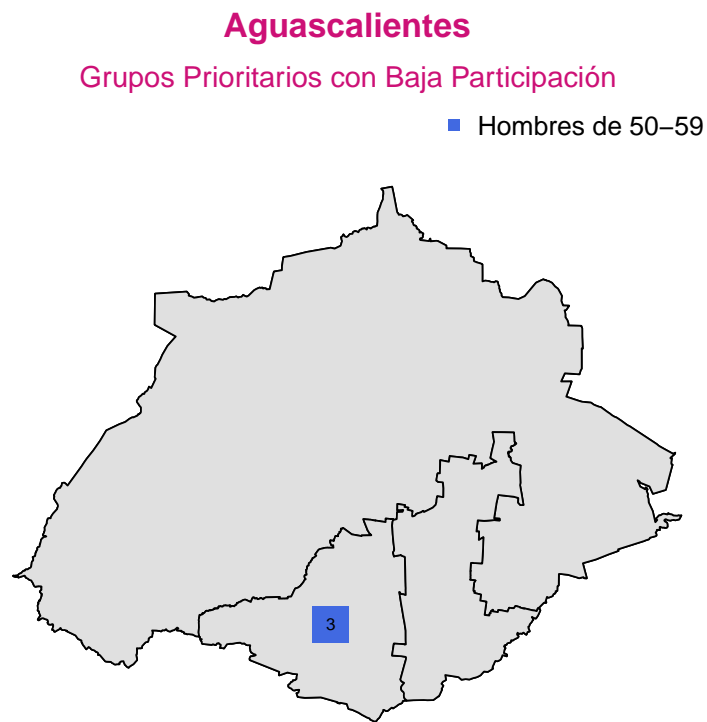 Aguascalientes
Grupos Prioritarios con Baja Participación
Hombres de 50−59
3